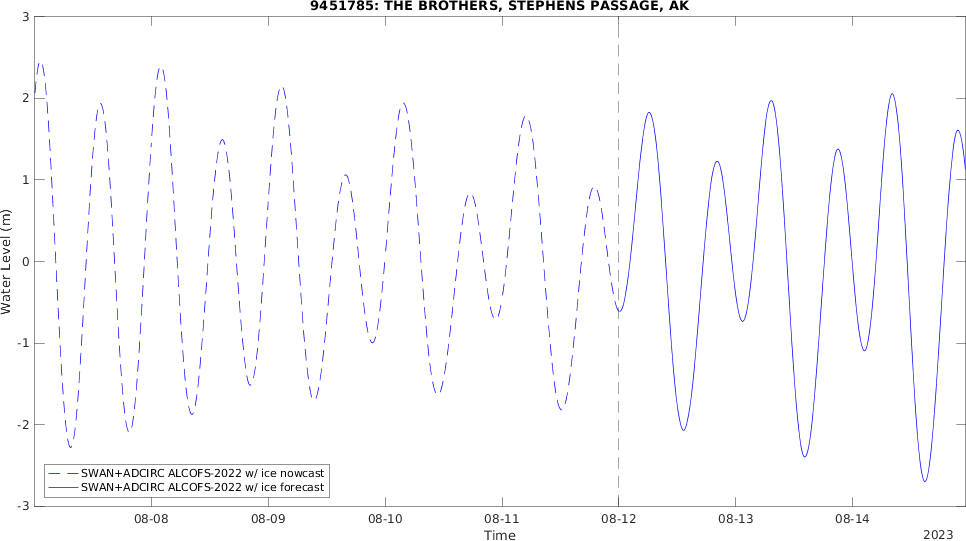 9451785: THE BROTHERS, STEPHENS PASSAGE, AK
3
2
1
0
-1
-2
-3
Water Level (m)
SWAN+ADCIRC ALCOFS-2022 w/ ice nowcast
SWAN+ADCIRC ALCOFS-2022 w/ ice forecast
08-08 08-09 08-10 08-11 08-12 08-13 08-14
Time
2023